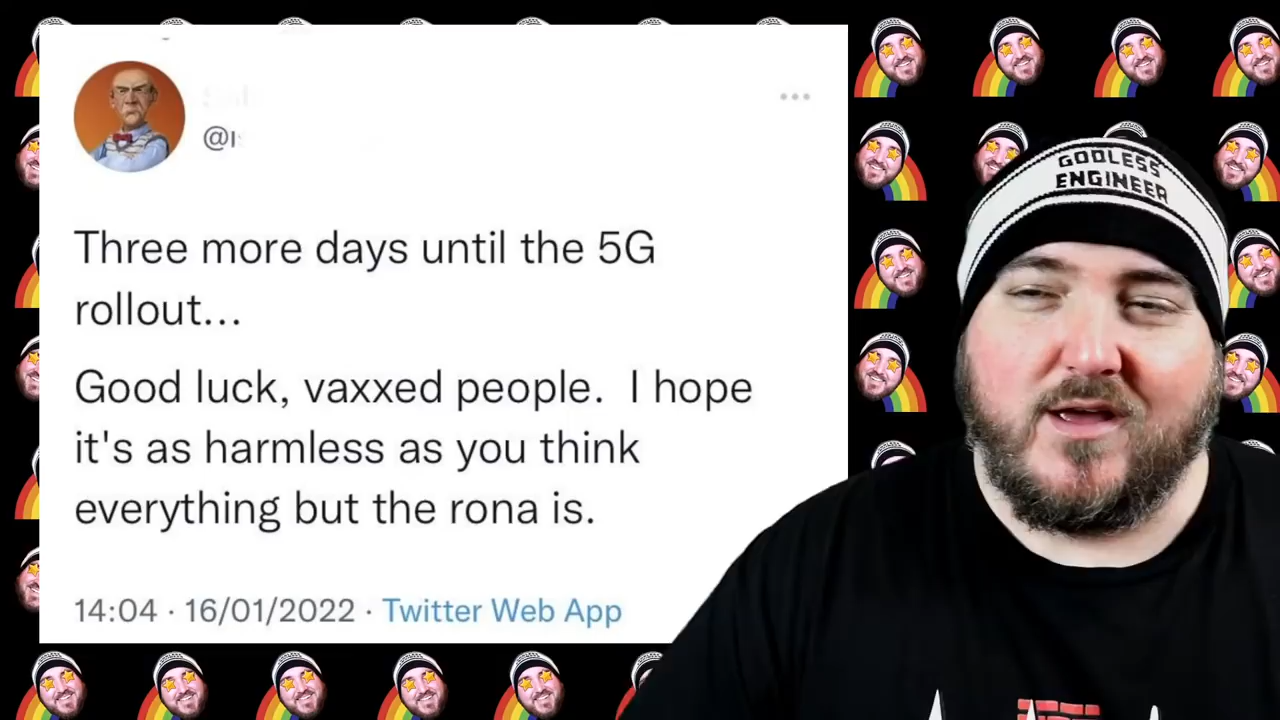 @
Three more days until the 5G
rollout...
Good luck, vaxxed people.  I hope
it's as harmless as you think
everything but the rona is.
14:04 · 16/01/2022 · Twitter Web App
GODLESS
ENGINEER